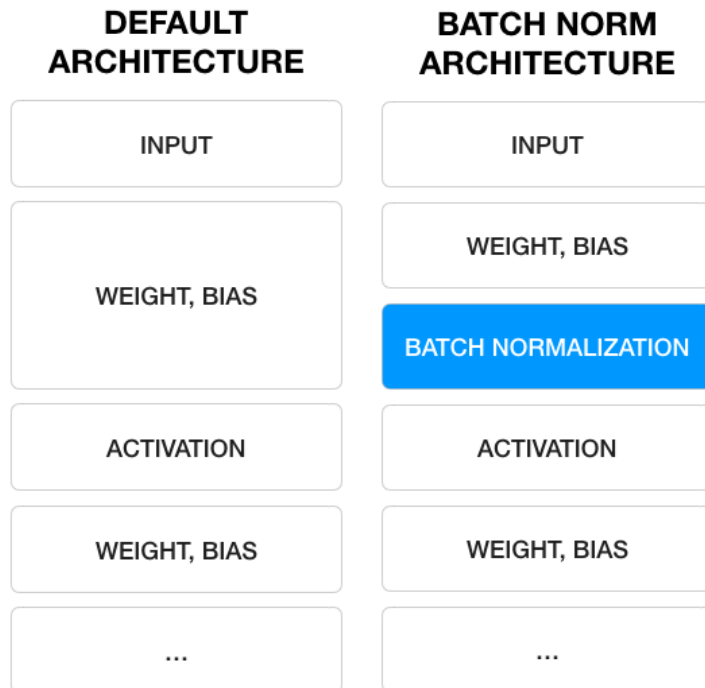 DEFAULT
ARCHITECTURE
INPUT
WEIGHT, BIAS
ACTIVATION
WEIGHT, BIAS
...
BATCH NORM
ARCHITECTURE
INPUT
WEIGHT, BIAS
BATCH NORMALIZATION
ACTIVATION
WEIGHT, BIAS
...